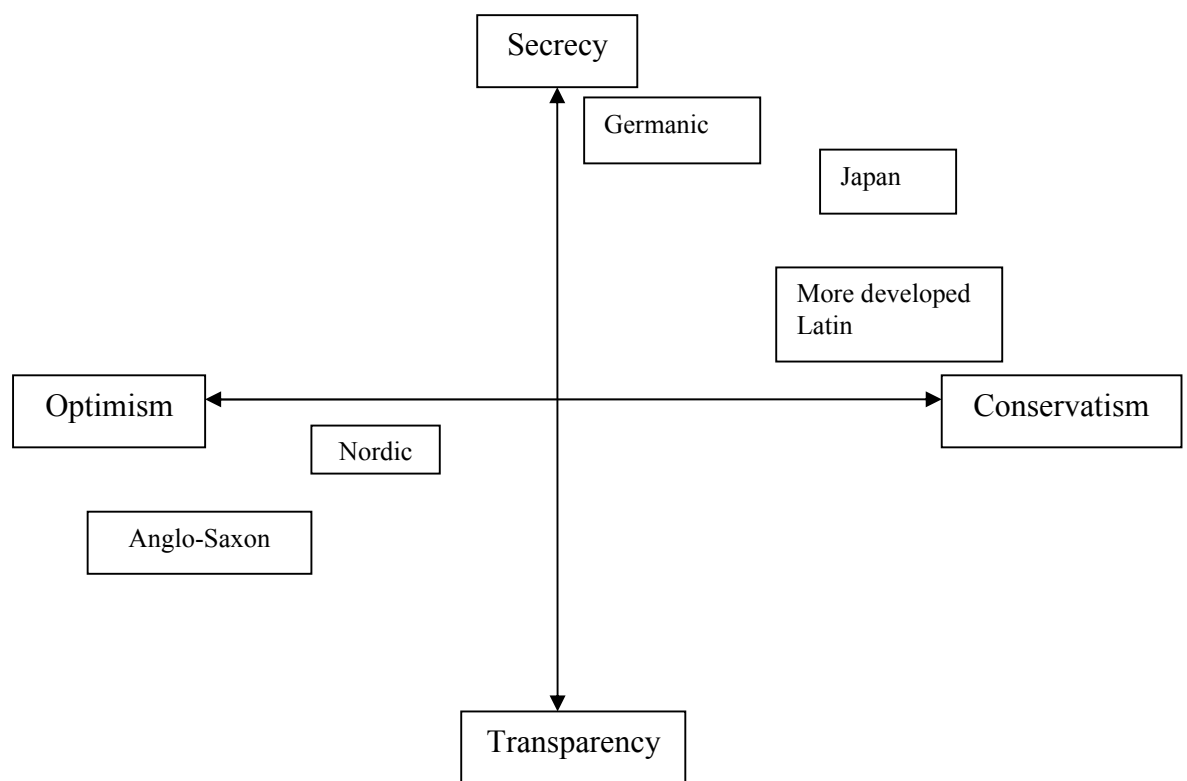 Secrecy
Germanic
Japan
More developed
Latin
Optimism
Conservatism
Nordic
Anglo-Saxon
Transparency